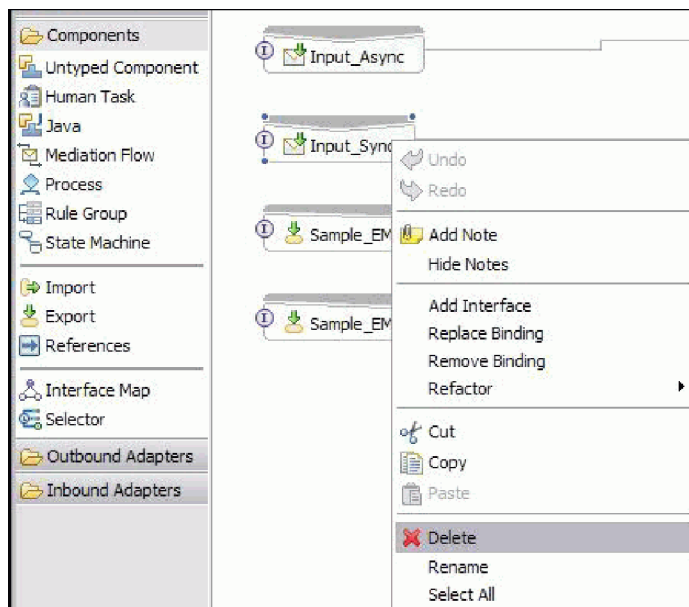 Components
Untyped Component
Human Task
Java
Mediation Flow
Process
Rule Group
State Machine
Import
Export
References
Interface Map
Selector
Outbound Adapters
Inbound Adapters
I Input_Async
I Input_Sync
I Sample_EM
I Sample_EM
Undo
Redo
Add Note
Hide Notes
Add Interface
Replace Binding
Remove Binding
Refactor
Cut
Copy
Paste
Delete
Rename
Select All